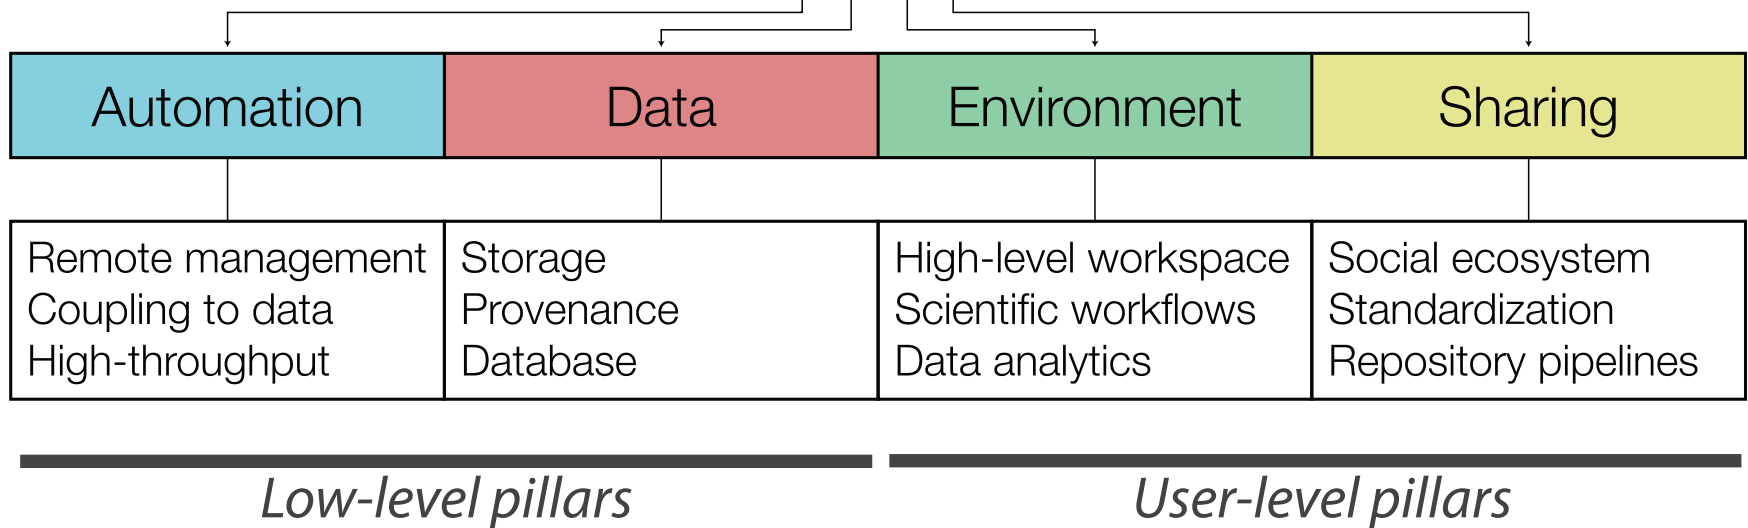 Automation
Data
Environment
Sharing
Remote management
Coupling to data
High-throughput
Storage
Provenance
Database
High-level workspace
Scientific workflows
Data analytics
Social ecosystem
Standardization
Repository pipelines
Low-level pillars
User-level pillars